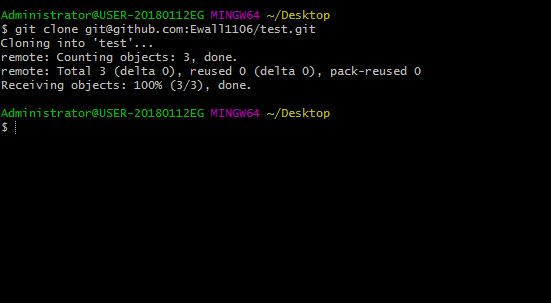 Administrator@USER-20180112EG MINGW64 ~/Desktop
$ git clone git@github.com:Ewall1106/test.git
Cloning into 'test'...
remote: Counting objects: 3, done.
remote: Total 3 (delta 0), reused 0 (delta 0), pack-reused 0
Receiving objects: 100% (3/3), done.
Administrator@USER-20180112EG MINGW64 ~/Desktop
$